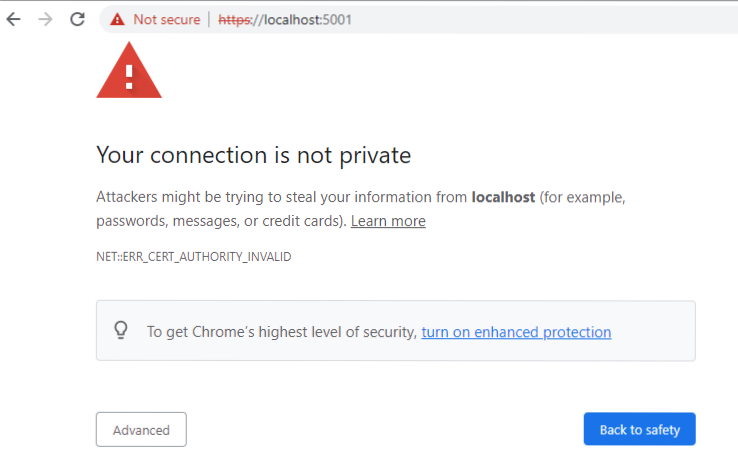 Not secure | https://localhost:5001
Your connection is not private
Attackers might be trying to steal your information from localhost (for example,
passwords, messages, or credit cards). Learn more
NET::ERR_CERT_AUTHORITY_INVALID
To get Chrome's highest level of security, turn on enhanced protection
Advanced
Back to safety